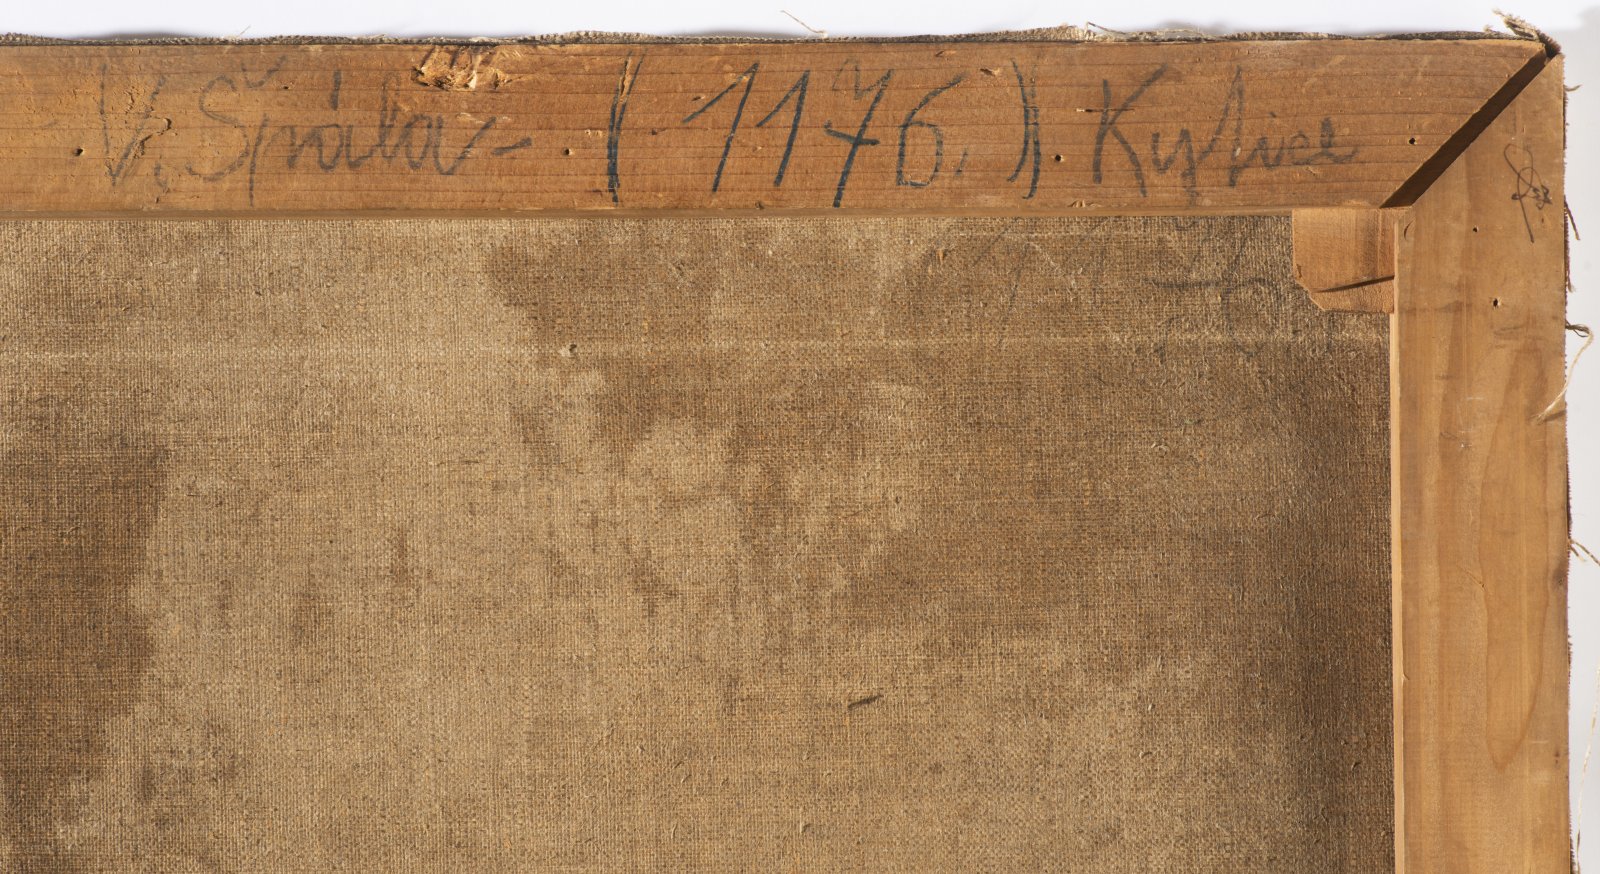 V. Špála - (1176.) Kytice